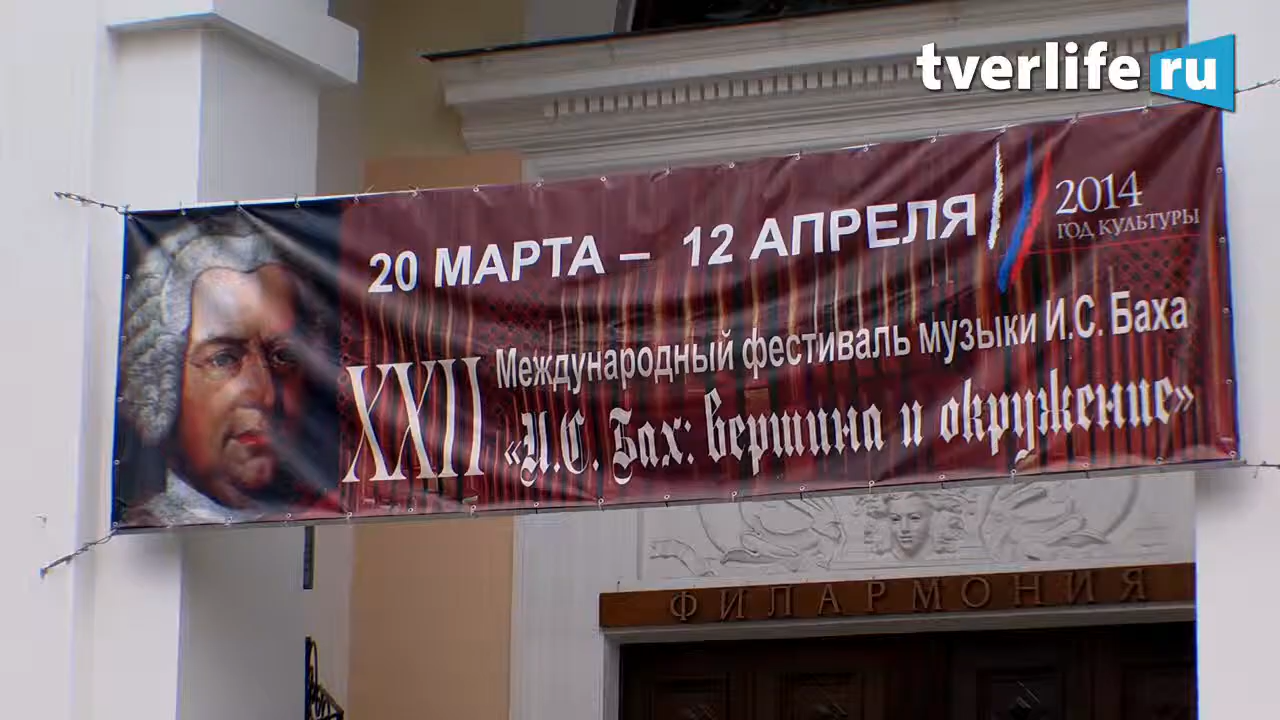 tverlife ru
20 МАРТА – 12 АПРЕЛЯ
2014
ГОД КУЛЬТУРЫ
XXII
Международный фестиваль музыки И.С. Баха
«И.С. Бах: вершина и окружение»
ФИЛАРМОНИЯ